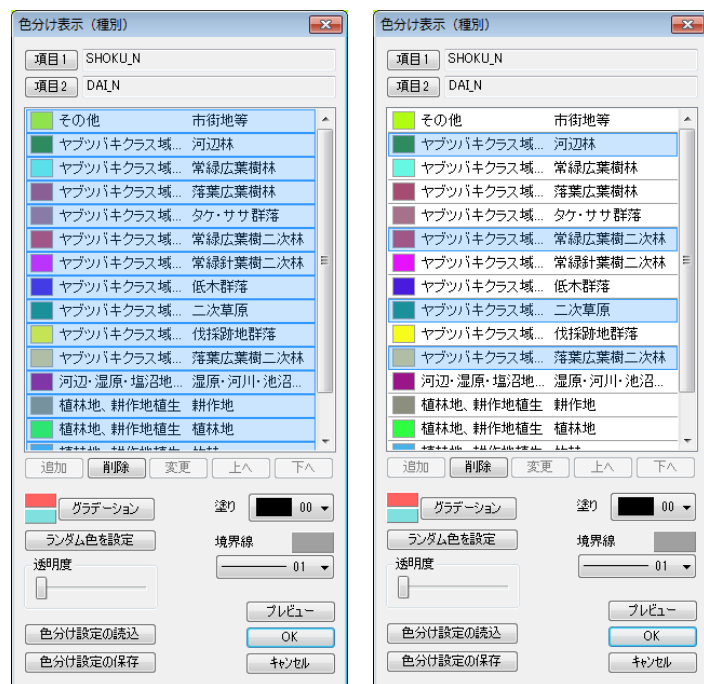 色分け表示（種別）
項目1 SHOKU_N
項目2 DAI_N
その他 市街地等
ヤブツバキクラス域... 河辺林
ヤブツバキクラス域... 常緑広葉樹林
ヤブツバキクラス域... 落葉広葉樹林
ヤブツバキクラス域... タケ・ササ群落
ヤブツバキクラス域... 常緑広葉樹二次林
ヤブツバキクラス域... 常緑針葉樹二次林
ヤブツバキクラス域... 低木群落
ヤブツバキクラス域... 二次草原
ヤブツバキクラス域... 伐採跡地群落
ヤブツバキクラス域... 落葉広葉樹二次林
河辺・湿原・塩沼地... 湿原・河川・池沼...
植林地、耕作地植生 耕作地
植林地、耕作地植生 植林地
追加 削除 変更 上へ 下へ
グラデーション 塗り 00
ランダム色を設定 境界線
透明度 01
プレビュー
色分け設定の読込 OK
色分け設定の保存 キャンセル
色分け表示（種別）
項目1 SHOKU_N
項目2 DAI_N
その他 市街地等
ヤブツバキクラス域... 河辺林
ヤブツバキクラス域... 常緑広葉樹林
ヤブツバキクラス域... 落葉広葉樹林
ヤブツバキクラス域... タケ・ササ群落
ヤブツバキクラス域... 常緑広葉樹二次林
ヤブツバキクラス域... 常緑針葉樹二次林
ヤブツバキクラス域... 低木群落
ヤブツバキクラス域... 二次草原
ヤブツバキクラス域... 伐採跡地群落
ヤブツバキクラス域... 落葉広葉樹二次林
河辺・湿原・塩沼地... 湿原・河川・池沼...
植林地、耕作地植生 耕作地
植林地、耕作地植生 植林地
追加 削除 変更 上へ 下へ
グラデーション 塗り 00
ランダム色を設定 境界線
透明度 01
プレビュー
色分け設定の読込 OK
色分け設定の保存 キャンセル